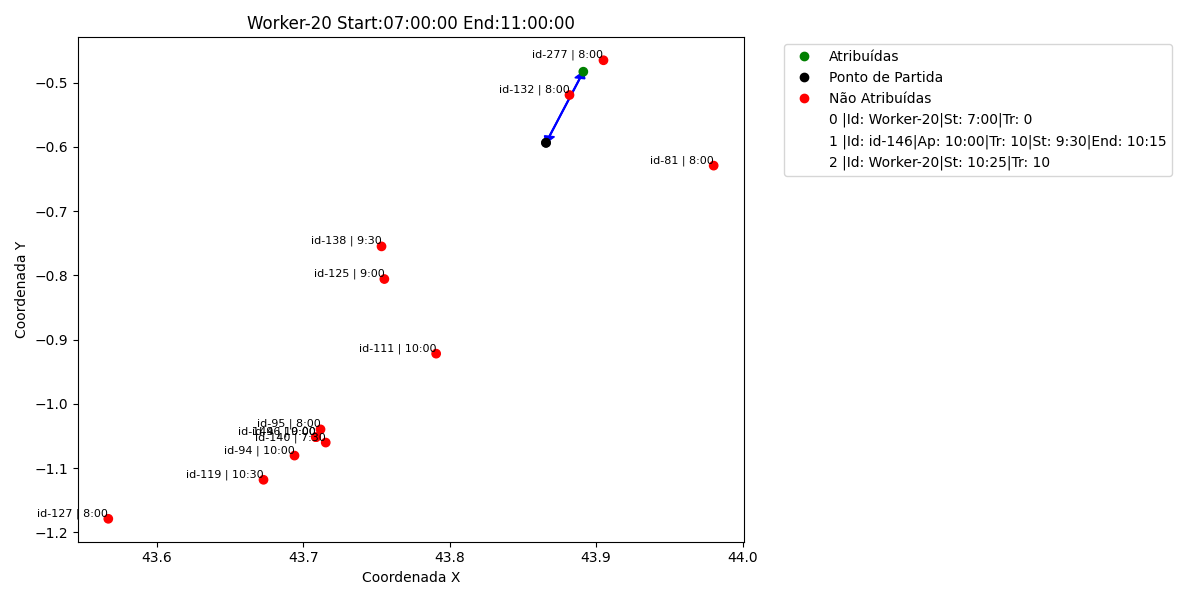 Worker-20 Start:07:00:00 End:11:00:00
id-277 | 8:00
id-132 | 8:00
id-81 | 8:00
id-138 | 9:30
id-125 | 9:00
id-111 | 10:00
id-95 | 8:00
id-140 | 7:30
id-94 | 10:00
id-119 | 10:30
id-127 | 8:00
−0.5
−0.6
−0.7
−0.8
−0.9
−1.0
−1.1
−1.2
Coordenada Y
43.6
43.7
43.8
43.9
44.0
Coordenada X
Atribuídas
Ponto de Partida
Não Atribuídas
0 |Id: Worker-20|St: 7:00|Tr: 0
1 |Id: id-146|Ap: 10:00|Tr: 10|St: 9:30|End: 10:15
2 |Id: Worker-20|St: 10:25|Tr: 10